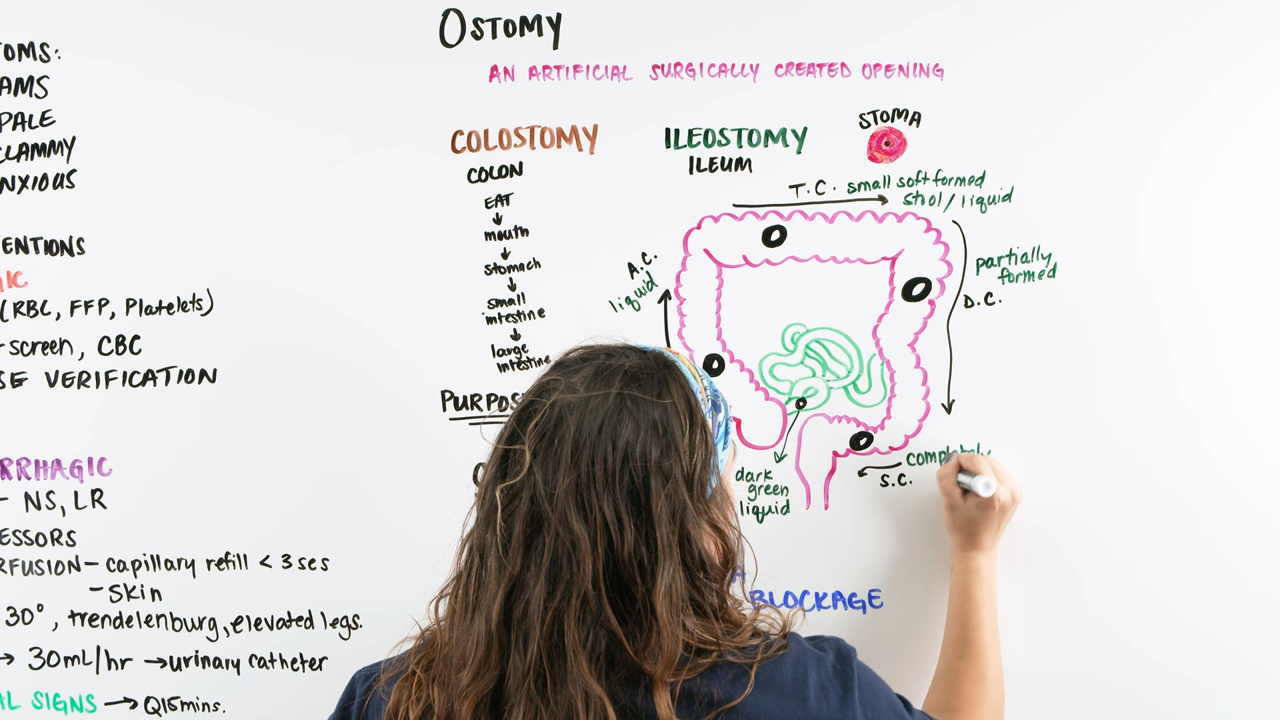 OMS:
AMS
PALE
CLAMMY
NXIOUS
ENTIONS
IC
(RBC, FFP, Platelets)
screen, CBC
SE VERIFICATION
RRHAGIC
- NS, LR
ESSORS
RFUSION - capillary refill < 3 ses
- Skin
30°, trendelenburg, elevated legs.
→ 30mL/hr → urinary catheter
AL SIGNS → Q15mins.
OSTOMY
AN ARTIFICIAL SURGICALLY CREATED OPENING
COLOSTOMY
COLON
EAT
↓
mouth
↓
stomach
↓
small
intestine
↓
large
intestine
PURPOS
ILEOSTOMY
ILEUM
STOMA
T.C. small soft formed
stool/liquid
A.C.
liquid
partially
formed
D.C.
completely
S.C.
dark
green
liquid
BLOCKAGE